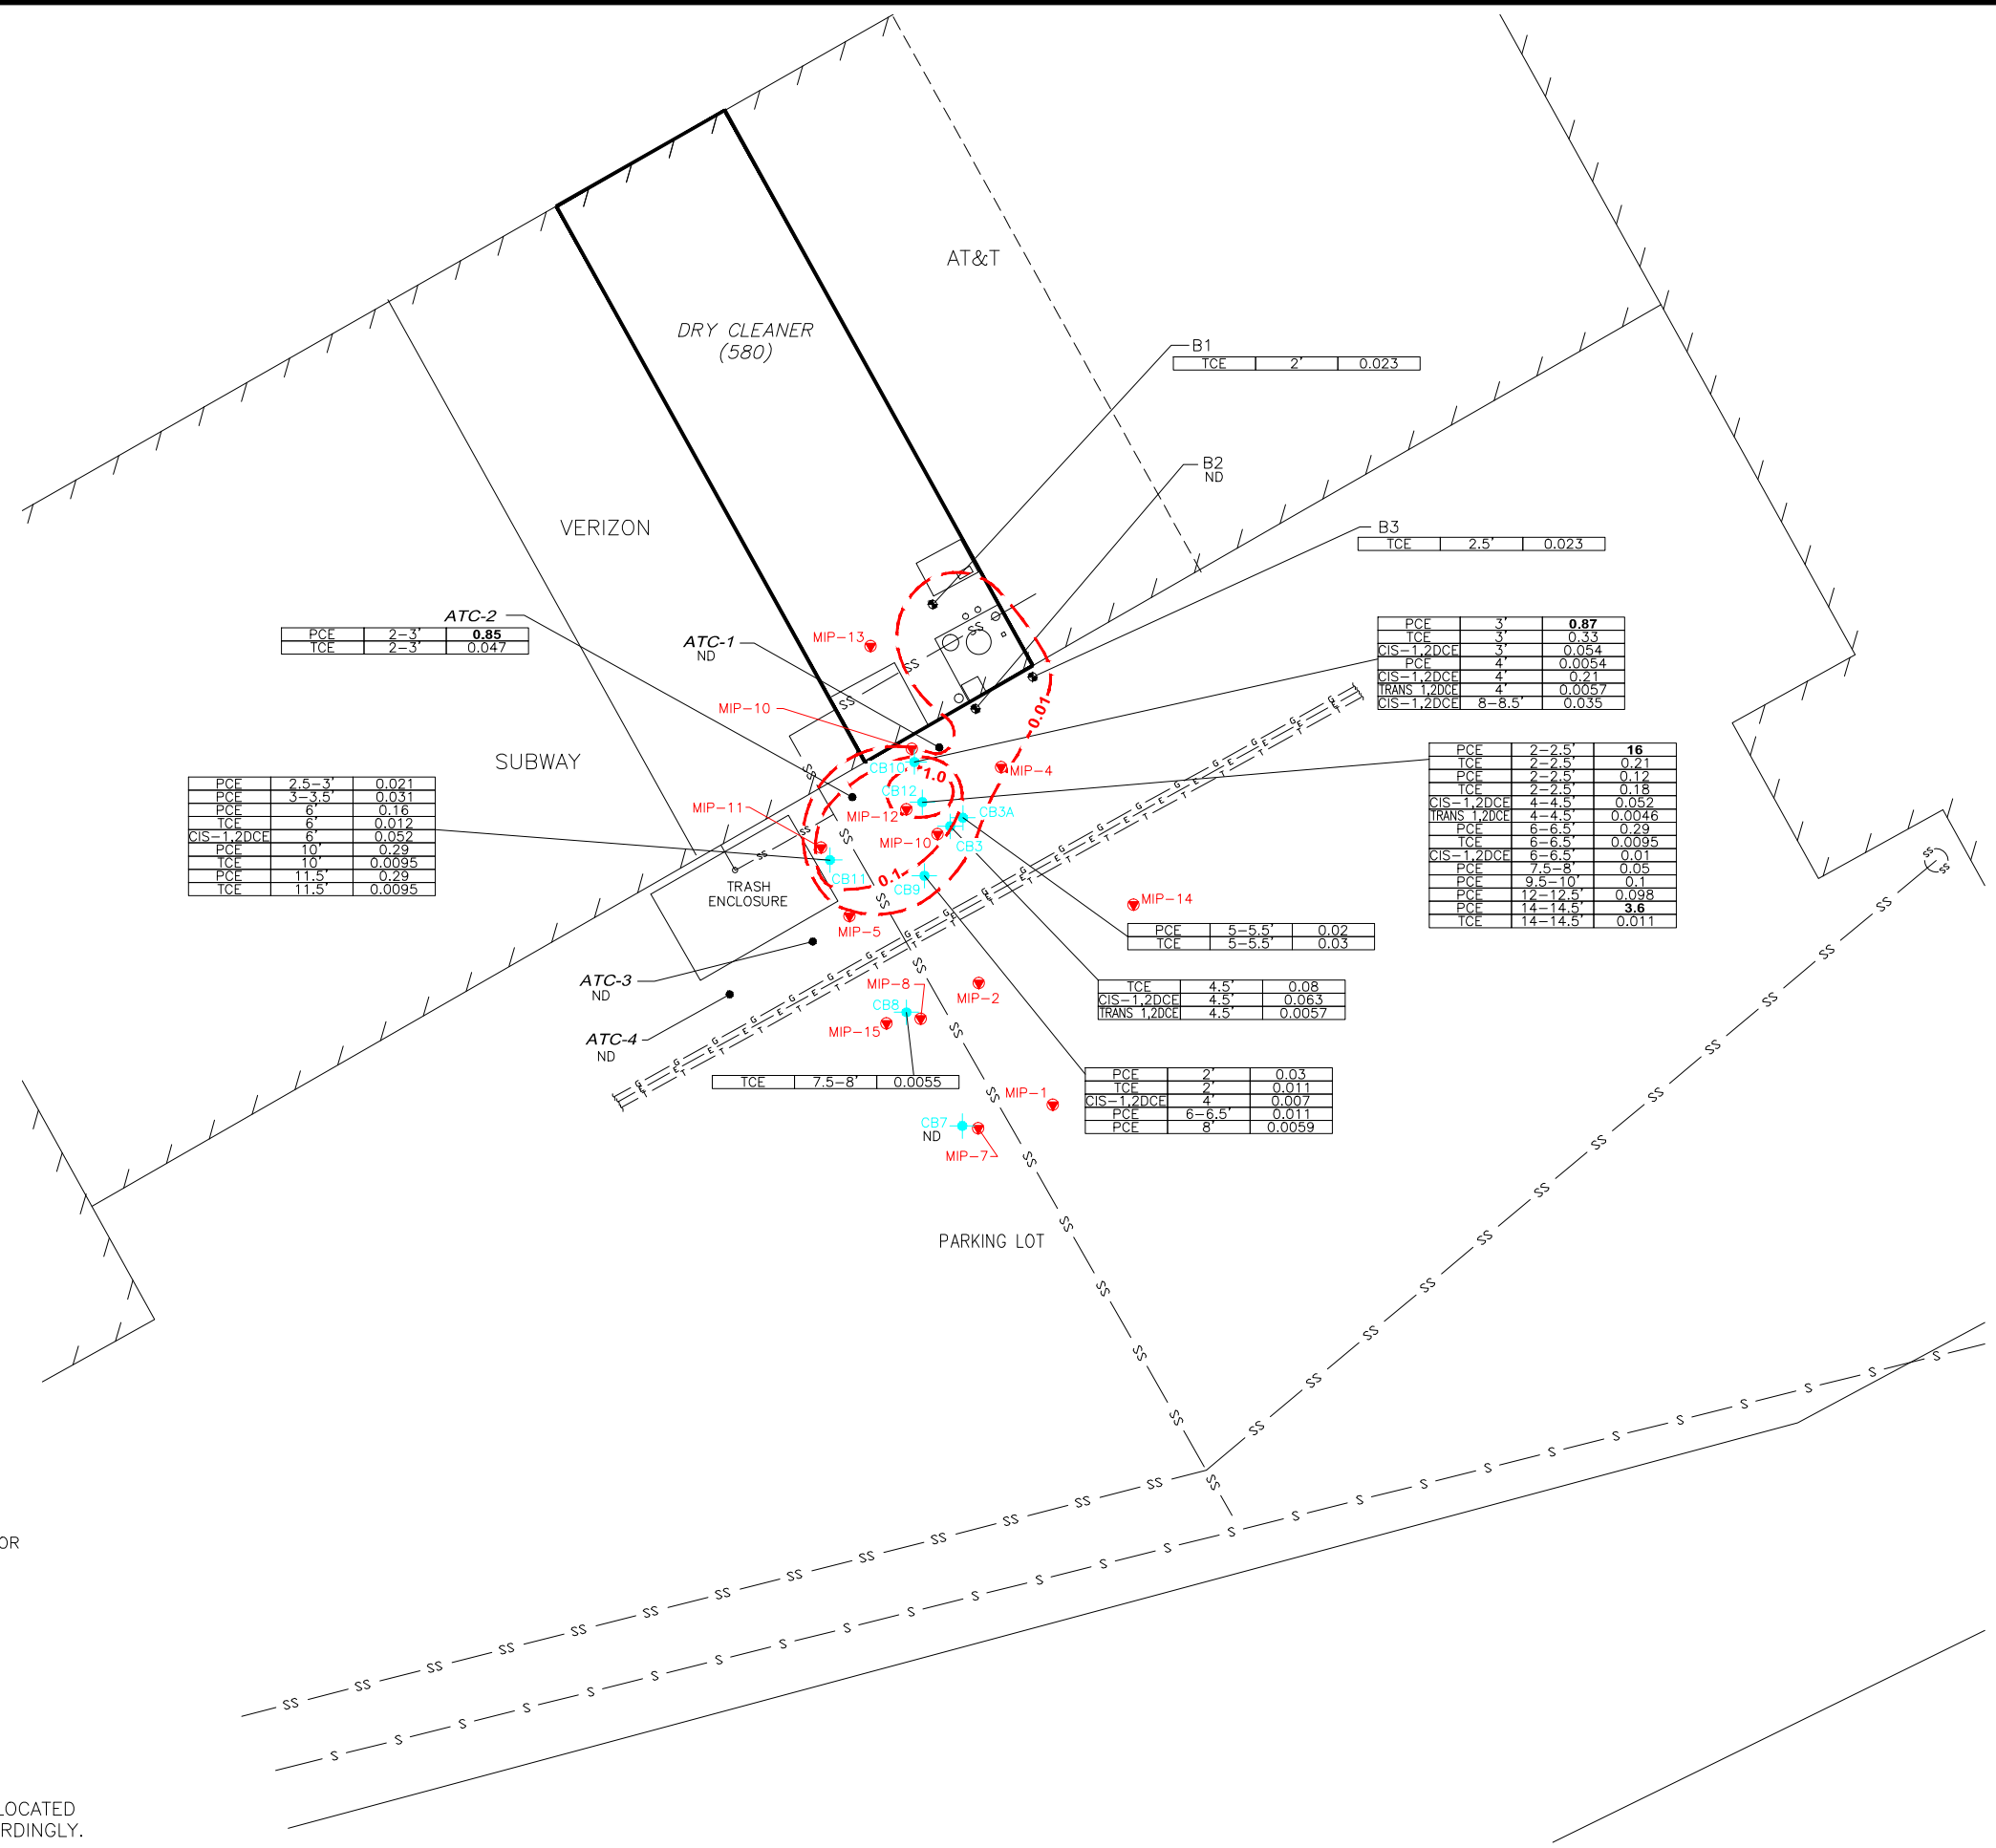 AT&T
DRY CLEANER
(580)
B1
TCE 2' 0.023
B2
ND
VERIZON
B3
TCE 2.5' 0.023
ATC-2
PCE 2-3' 0.85
TCE 2-3' 0.047
ATC-1
ND
MIP-13
SS
SS
SS
MIP-10
0.01
PCE 3' 0.87
TCE 3' 0.33
CIS-1,2DCE 3' 0.054
PCE 4' 0.0054
CIS-1,2DCE 4' 0.21
TRANS 1,2DCE 4' 0.0057
CIS-1,2DCE 8-8.5' 0.035
SUBWAY
CB10
1.0
MIP-4
CB12
MIP-12
CB3A
MIP-11
MIP-10
CB3
PCE 2-2.5' 16
TCE 2-2.5' 0.21
PCE 2-2.5' 0.12
TCE 2-2.5' 0.18
CIS-1,2DCE 4-4.5' 0.052
TRANS 1,2DCE 4-4.5' 0.0046
PCE 6-6.5' 0.29
TCE 6-6.5' 0.0095
CIS-1,2DCE 6-6.5' 0.01
PCE 7.5-8' 0.05
PCE 9.5-10' 0.1
PCE 12-12.5' 0.098
PCE 14-14.5' 3.6
TCE 14-14.5' 0.011
PCE 2.5-3' 0.021
PCE 3-3.5' 0.031
PCE 6' 0.16
TCE 6' 0.012
CIS-1,2DCE 6' 0.052
PCE 10' 0.29
TCE 10' 0.0095
PCE 11.5' 0.29
TCE 11.5' 0.0095
CB11
0.1
CB9
TRASH
ENCLOSURE
MIP-14
MIP-5
PCE 5-5.5' 0.02
TCE 5-5.5' 0.03
ATC-3
ND
MIP-8
MIP-2
CB8
MIP-15
TCE 4.5' 0.08
CIS-1,2DCE 4.5' 0.063
TRANS 1,2DCE 4.5' 0.0057
ATC-4
ND
TCE 7.5-8' 0.0055
MIP-1
PCE 2' 0.03
TCE 2' 0.011
CIS-1,2DCE 4' 0.007
PCE 6-6.5' 0.011
PCE 8' 0.0059
CB7
ND
MIP-7
PARKING LOT
SS SS SS SS SS SS SS SS SS SS SS SS SS
S S S S S S S S S S S S S S S S S S S S S S S S S S
OR
LOCATED
RDINGLY.